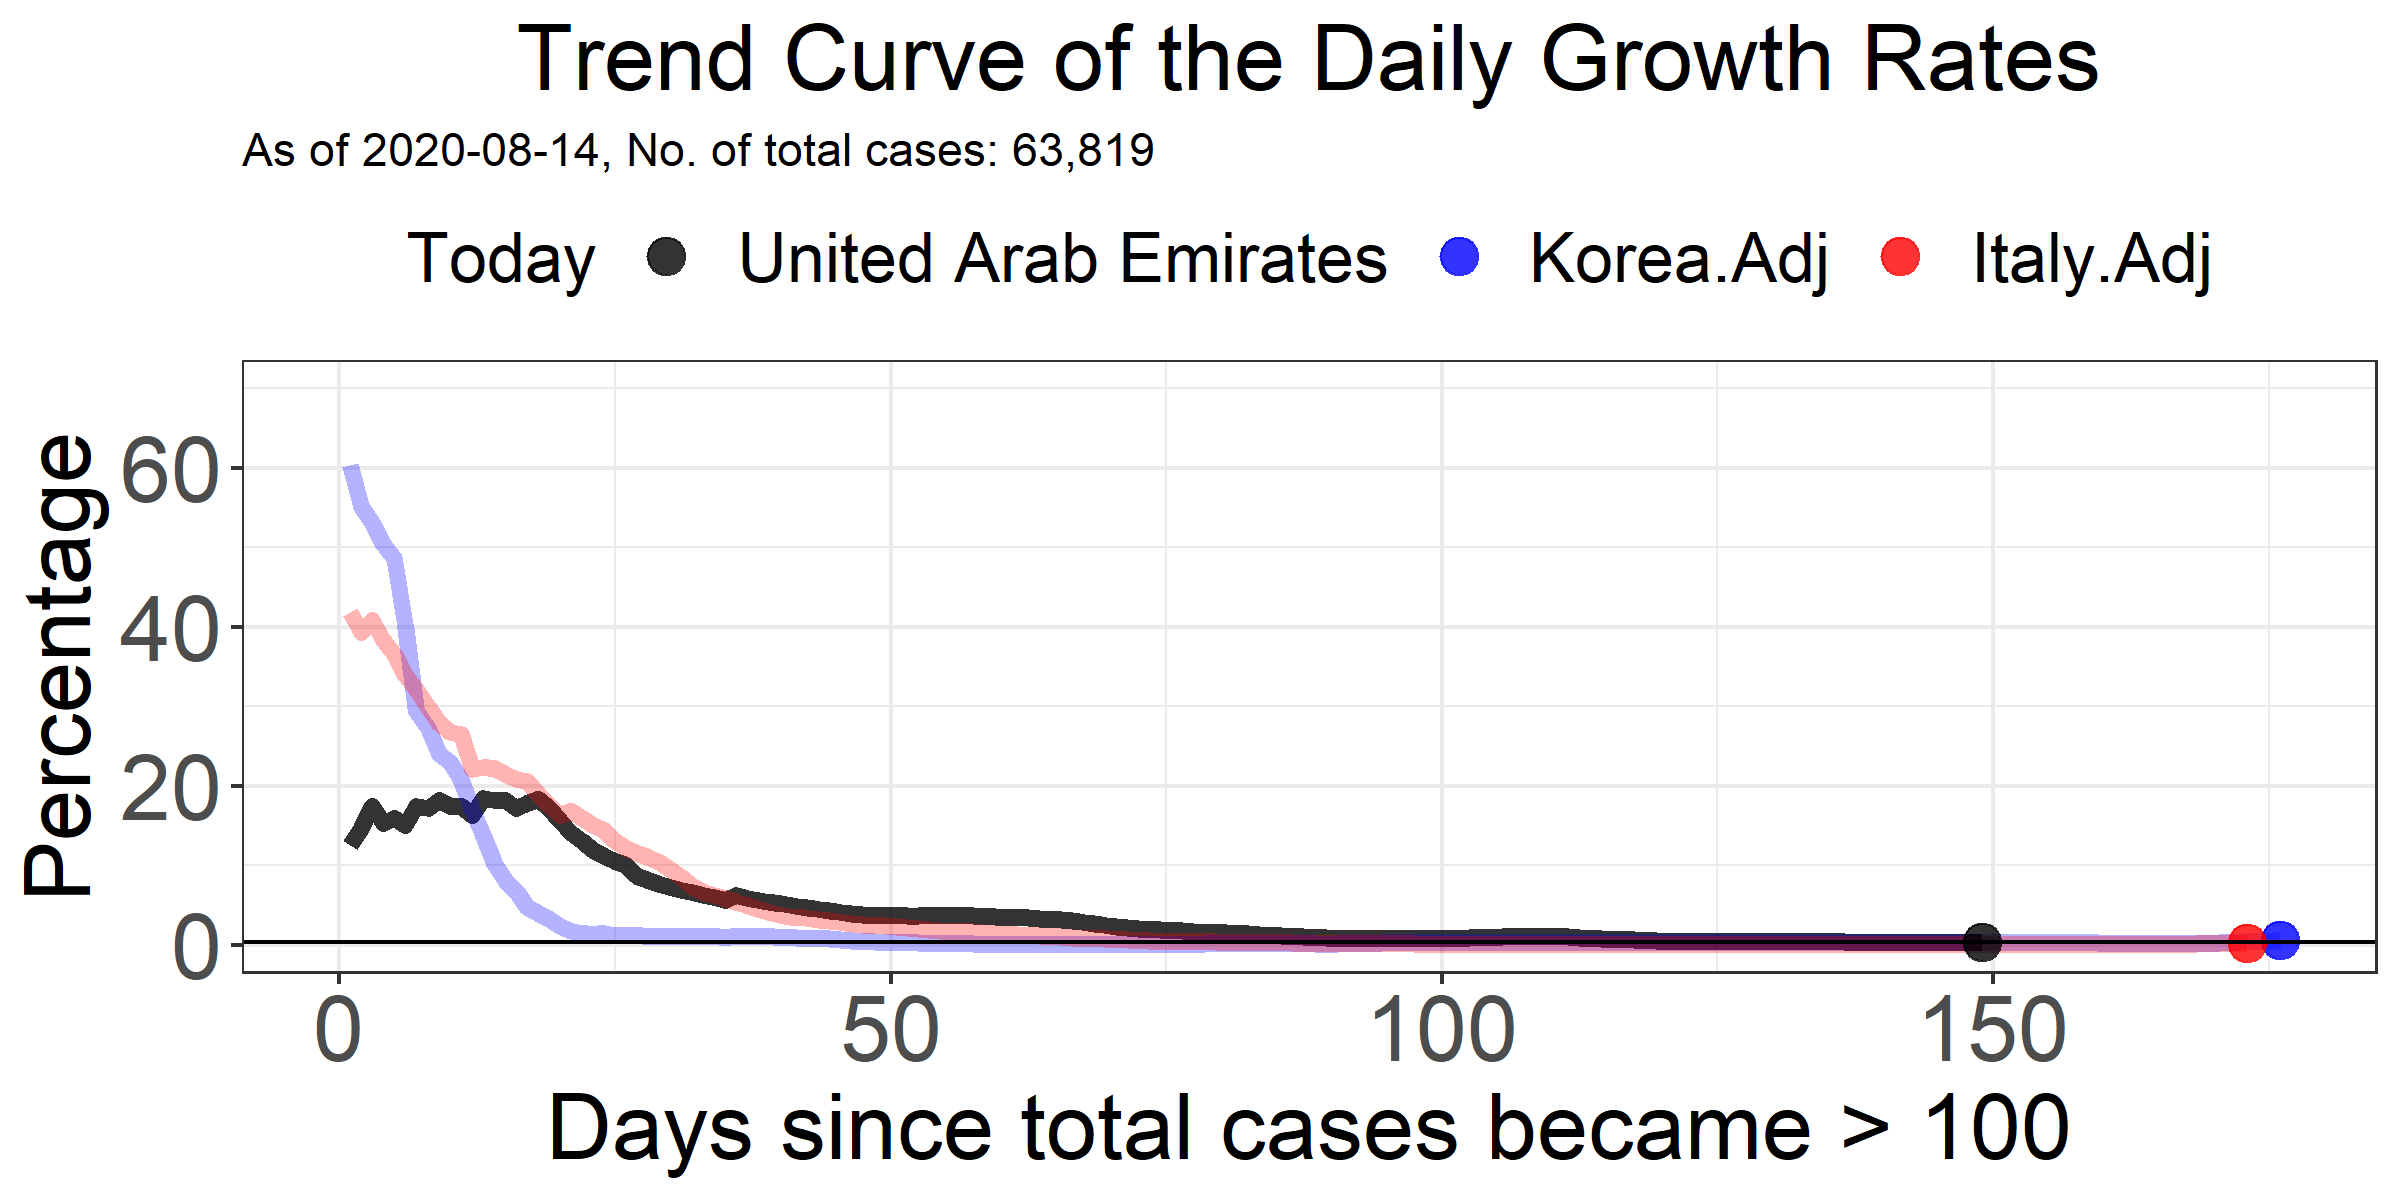 Trend Curve of the Daily Growth Rates
As of 2020-08-14, No. of total cases: 63,819
Today United Arab Emirates Korea.Adj Italy.Adj
Percentage
60
40
20
0
0 50 100 150
Days since total cases became > 100